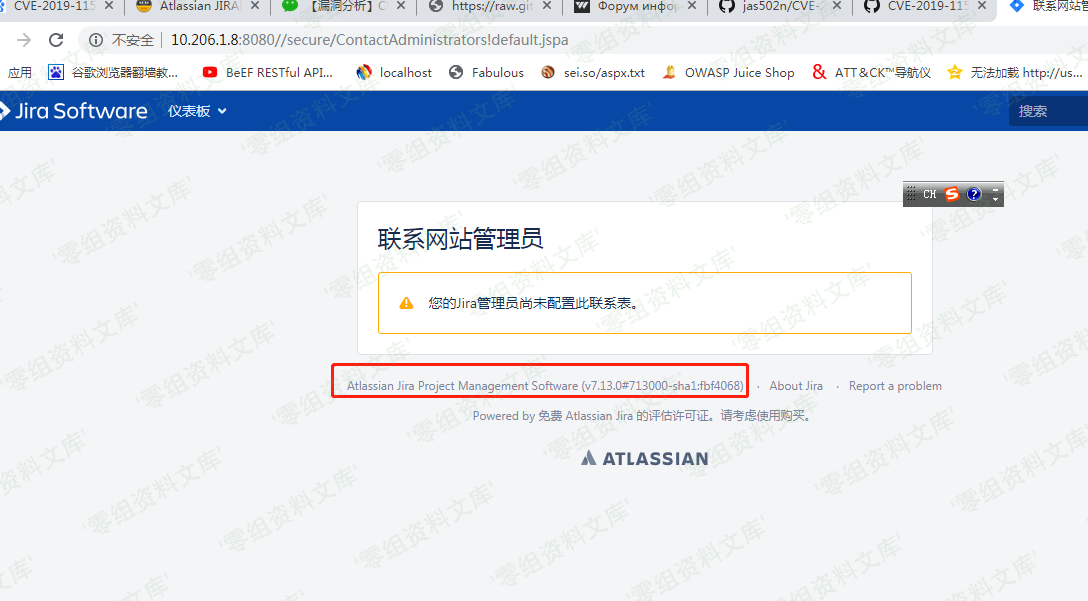 CVE-2019-115
Atlassian JIRA
【漏洞分析】C
https://raw.git
Форум инфор
jas502n/CVE-2
CVE-2019-115
联系网站管
不安全 | 10.206.1.8:8080//secure/ContactAdministrators!default.jspa
应用 谷歌浏览器翻墙教... BeEF RESTful API... localhost Fabulous sei.so/aspx.txt OWASP Juice Shop ATT&CK™导航仪 无法加载 http://us...
Jira Software 仪表板 搜索
CH
联系网站管理员
您的Jira管理员尚未配置此联系表。
Atlassian Jira Project Management Software (v7.13.0#713000-sha1:fbf4068) · About Jira · Report a problem
Powered by 免费 Atlassian Jira 的评估许可证。请考虑使用购买。
ATLASSIAN
'零组资料文库'